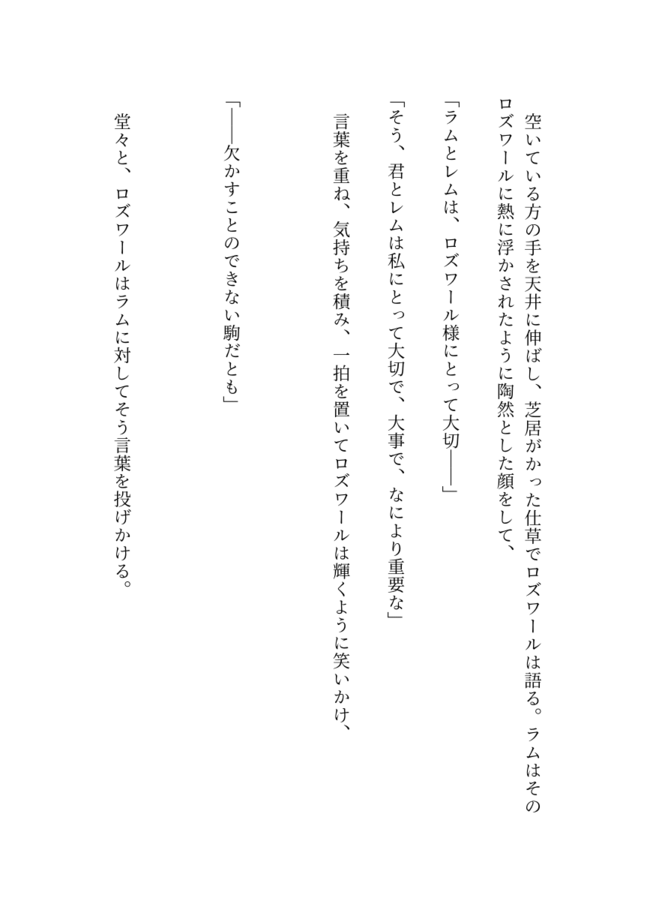 空いている方の手を天井に伸ばし、芝居がかった仕草でロズワールは語る。ラムはその
ロズワールに熱に浮かされたように陶然とした顔をして、
「ラムとレムは、ロズワール様にとって大切――」
「そう、君とレムは私にとって大切で、大事で、なにより重要な」
言葉を重ね、気持ちを積み、一拍を置いてロズワールは輝くように笑いかけ、
「――欠かすことのできない駒だとも」
堂々と、ロズワールはラムに対してそう言葉を投げかける。